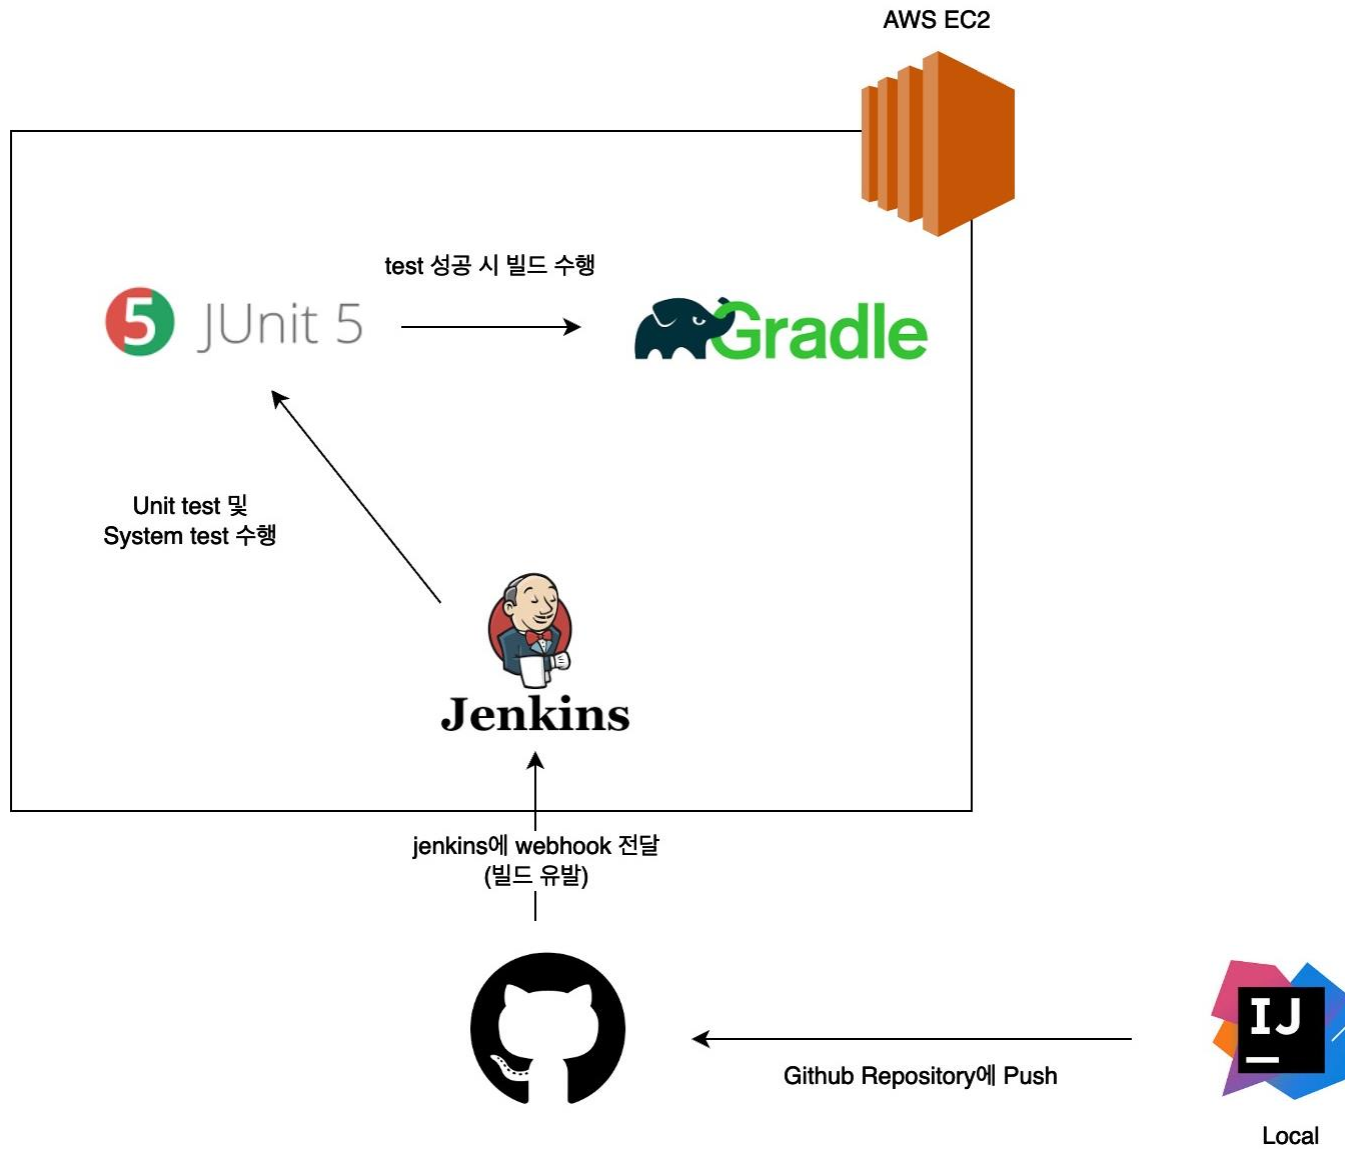 AWS EC2
test 성공 시 빌드 수행
5 JUnit 5
Gradle
Unit test 및
System test 수행
Jenkins
jenkins에 webhook 전달
(빌드 유발)
IJ
Github Repository에 Push
Local